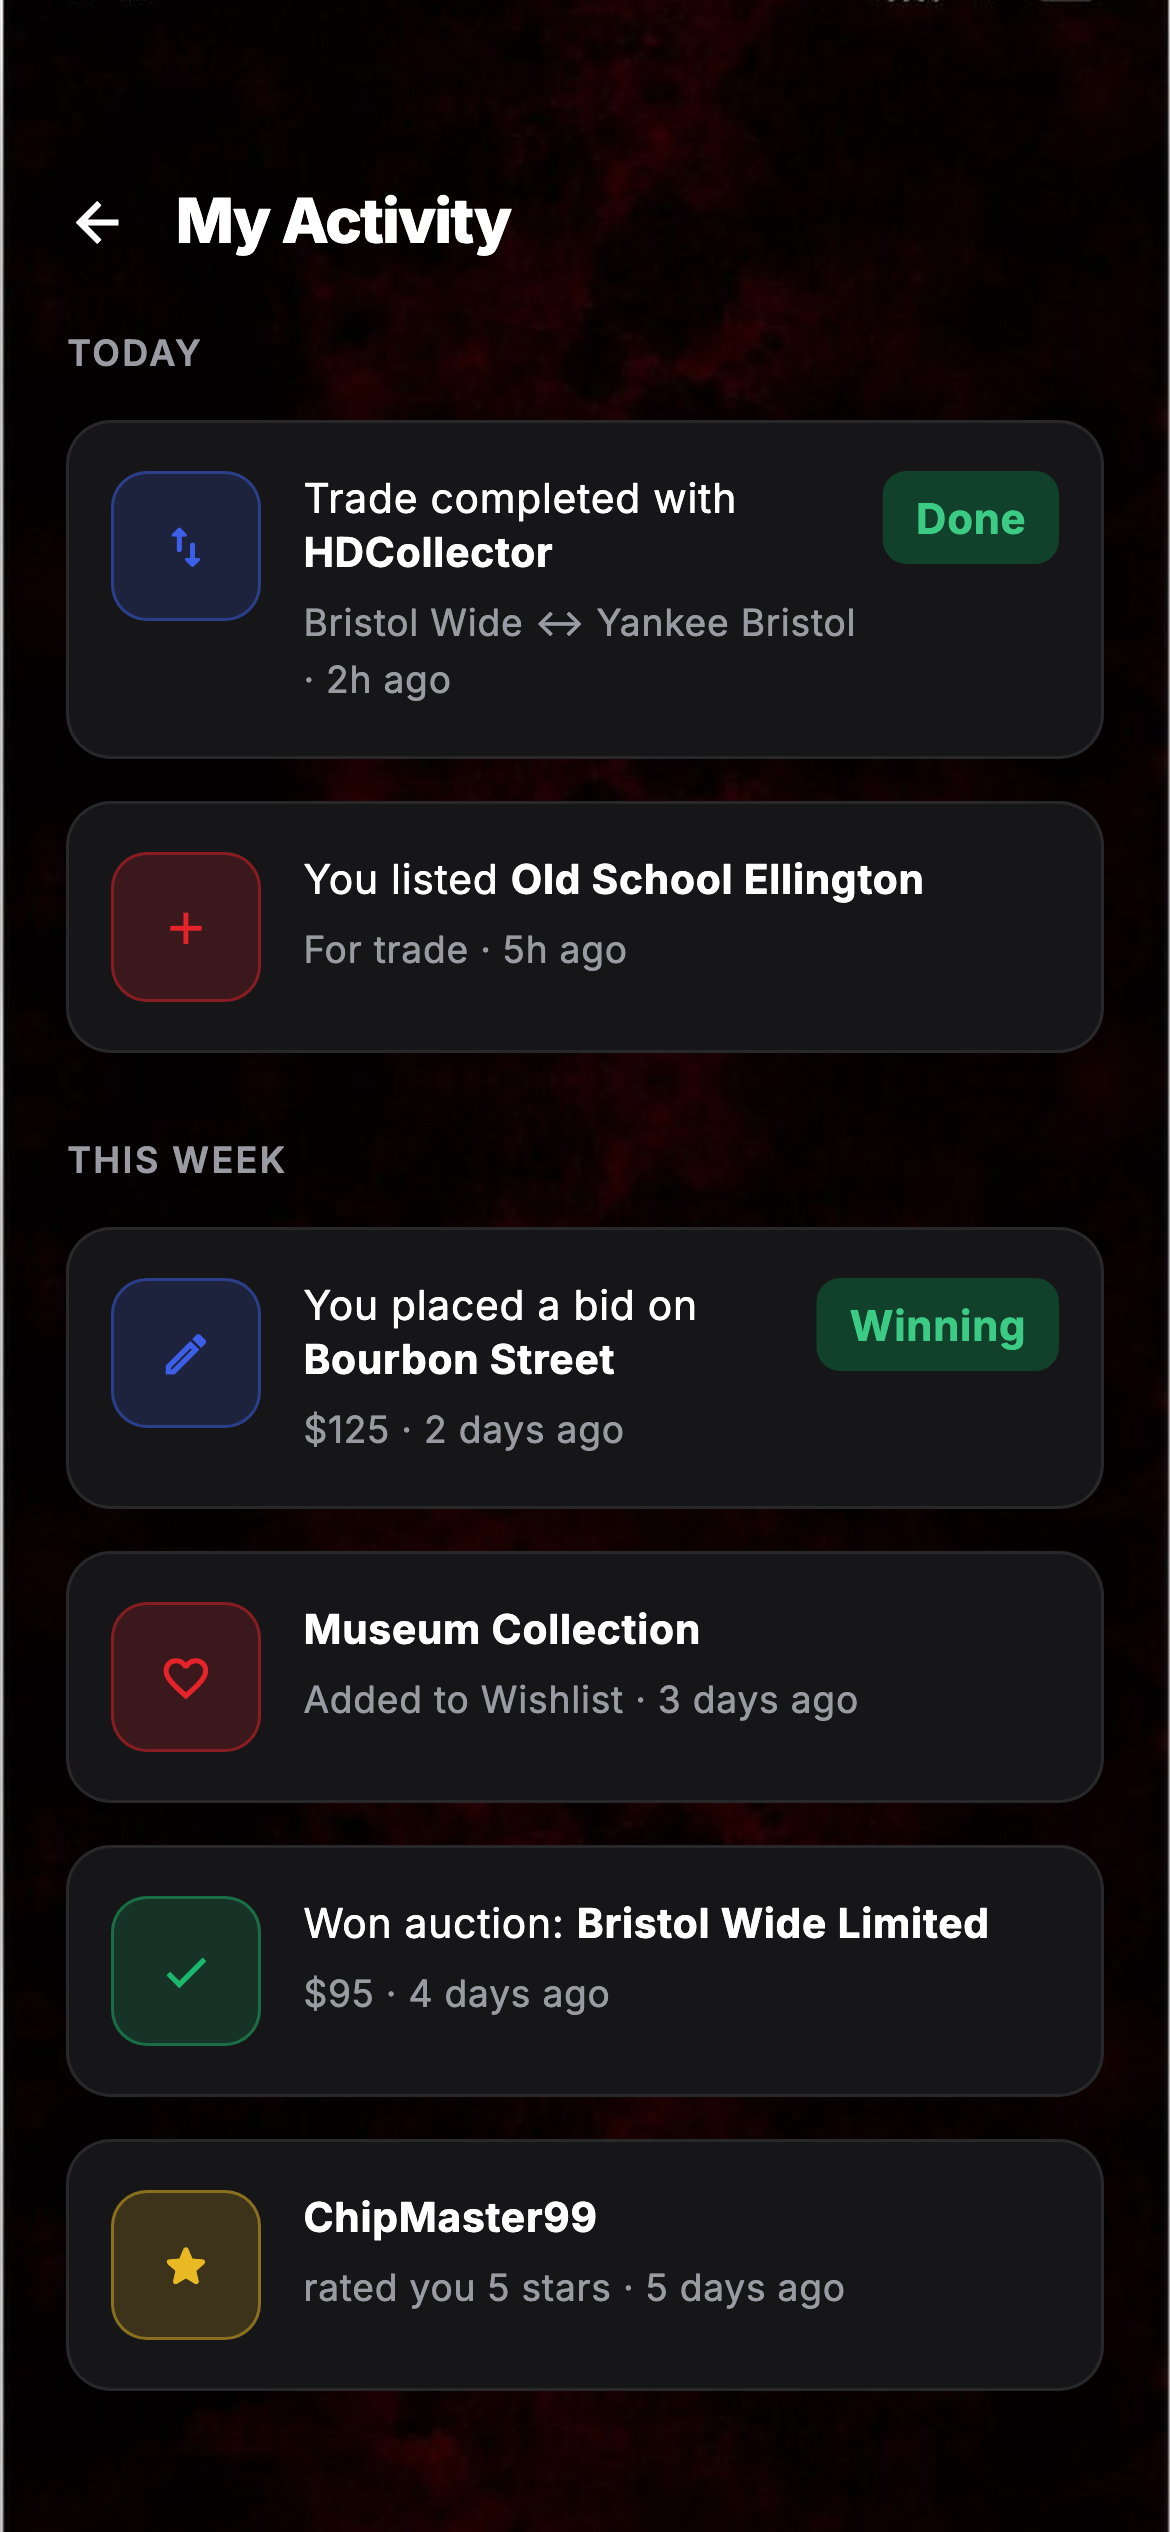 My Activity
TODAY
Trade completed with
HDCollector
Done
Bristol Wide ↔ Yankee Bristol
· 2h ago
You listed Old School Ellington
For trade · 5h ago
THIS WEEK
You placed a bid on
Bourbon Street
Winning
$125 · 2 days ago
Museum Collection
Added to Wishlist · 3 days ago
Won auction: Bristol Wide Limited
$95 · 4 days ago
ChipMaster99
rated you 5 stars · 5 days ago